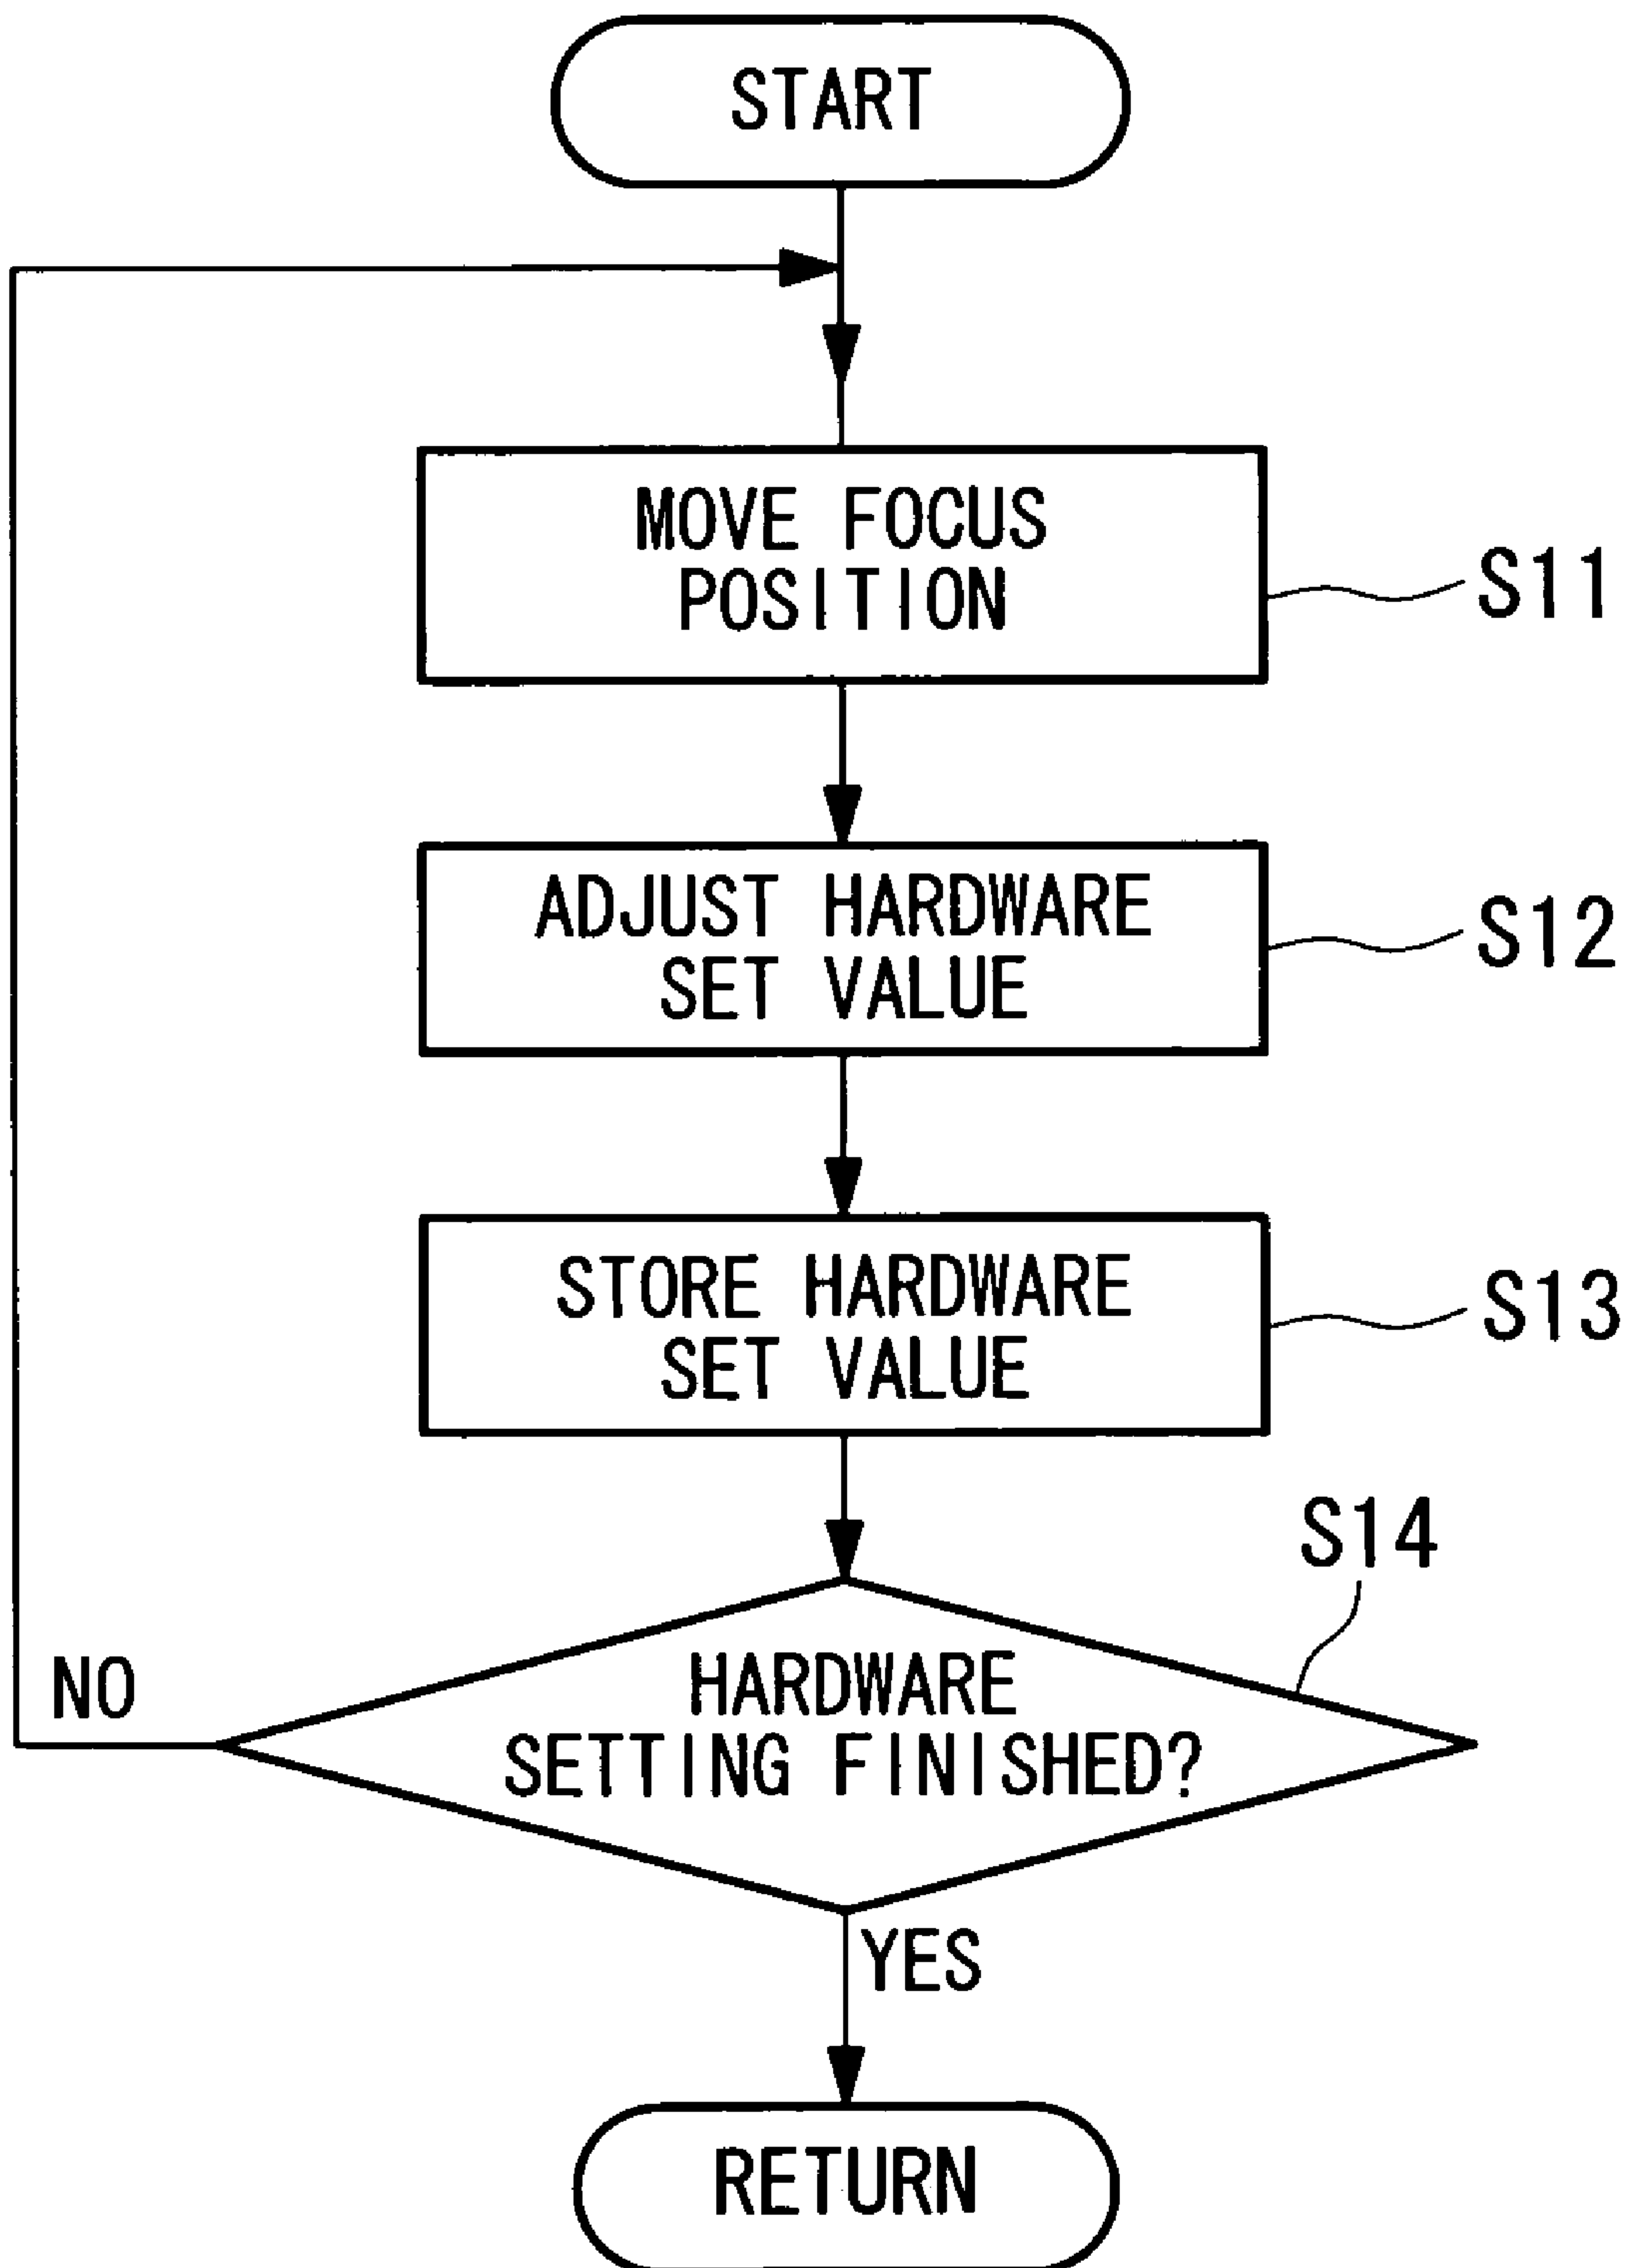 START
MOVE FOCUS
POSITION
S11
ADJUST HARDWARE
SET VALUE
S12
STORE HARDWARE
SET VALUE
S13
S14
HARDWARE
SETTING FINISHED?
NO
YES
RETURN